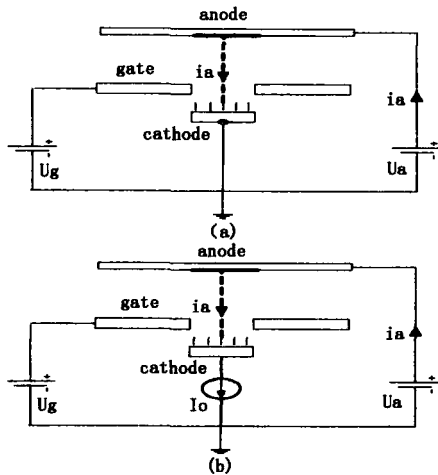 anode
gate
ia
ia
cathode
Ug
Ua
(a)
anode
gate
ia
ia
cathode
Ug
Io
Ua
(b)